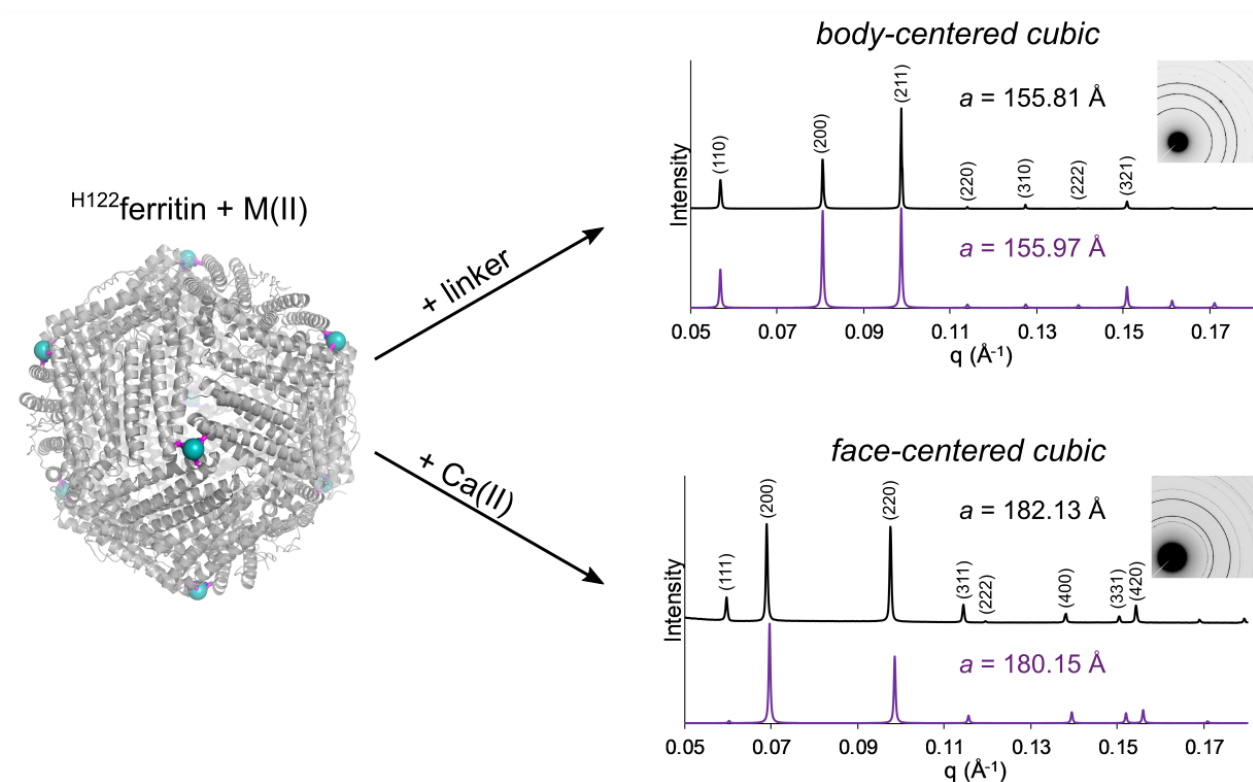 body-centered cubic
a = 155.81 Å
(110)
(200)
(211)
(220)
(310)
(222)
(321)
Intensity
a = 155.97 Å
0.05 0.07 0.09 0.11 0.13 0.15 0.17
q (Å-1)
H122ferritin + M(II)
+ linker
+ Ca(II)
face-centered cubic
a = 182.13 Å
(111)
(200)
(220)
(311)
(222)
(400)
(331)
(420)
Intensity
a = 180.15 Å
0.05 0.07 0.09 0.11 0.13 0.15 0.17
q (Å-1)